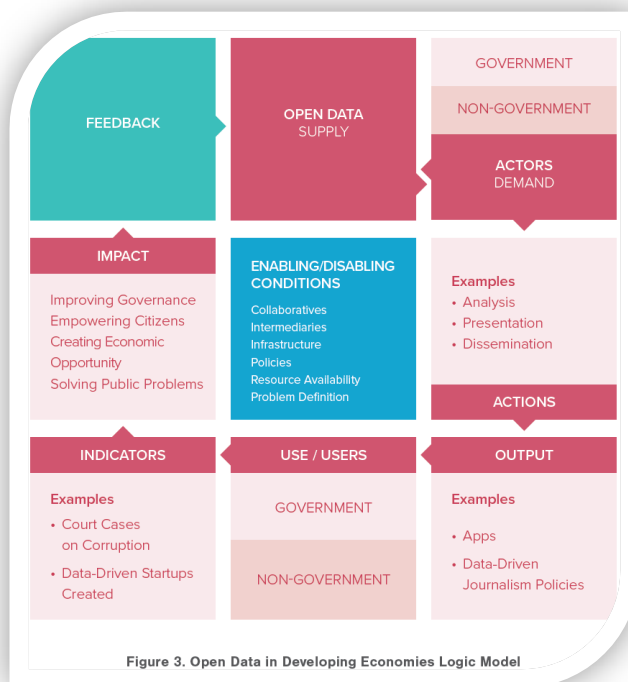 FEEDBACK
OPEN DATA
SUPPLY
GOVERNMENT
NON-GOVERNMENT
ACTORS
DEMAND
IMPACT
Improving Governance
Empowering Citizens
Creating Economic
Opportunity
Solving Public Problems
ENABLING/DISABLING
CONDITIONS
Collaboratives
Intermediaries
Infrastructure
Policies
Resource Availability
Problem Definition
Examples
• Analysis
• Presentation
• Dissemination
ACTIONS
INDICATORS
Examples
• Court Cases
on Corruption
• Data-Driven Startups
Created
USE / USERS
GOVERNMENT
NON-GOVERNMENT
OUTPUT
Examples
• Apps
• Data-Driven
Journalism Policies
Figure 3. Open Data in Developing Economies Logic Model